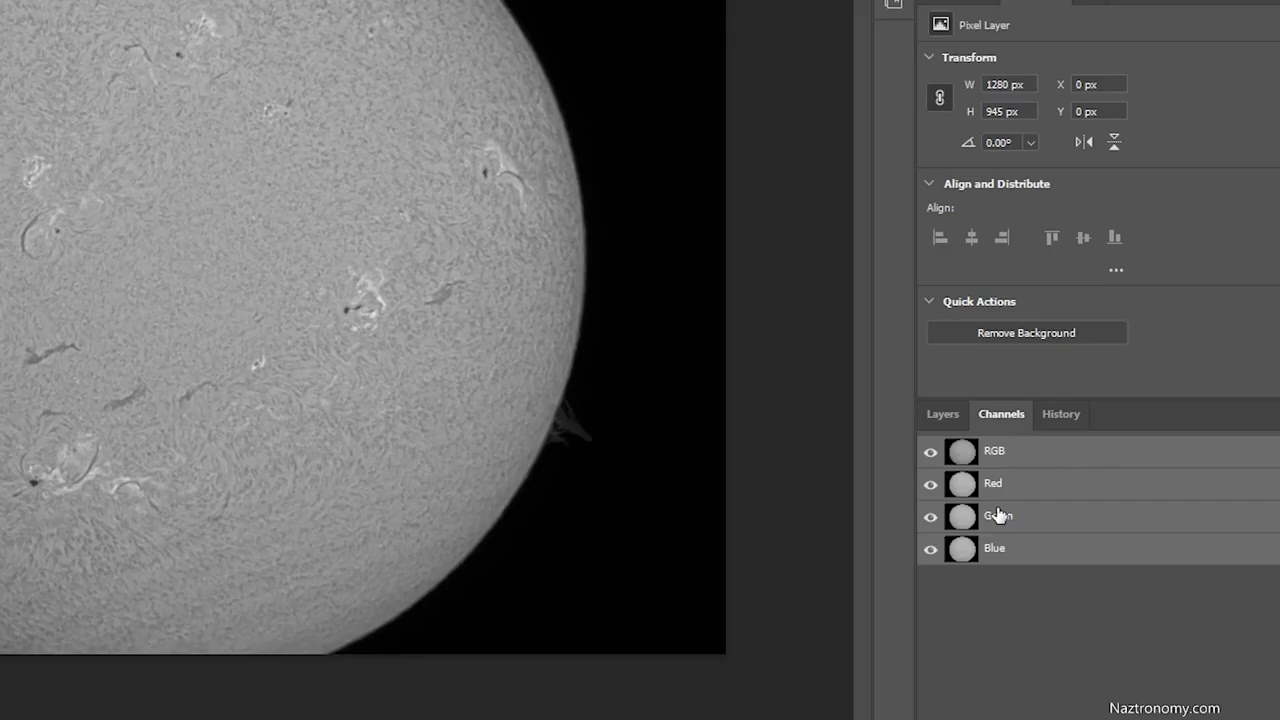 Pixel Layer
Transform
W 1280 px X 0 px
H 945 px Y 0 px
0.00°
Align and Distribute
Align:
Quick Actions
Remove Background
Layers Channels History
RGB
Red
Green
Blue
Naztronomy.com